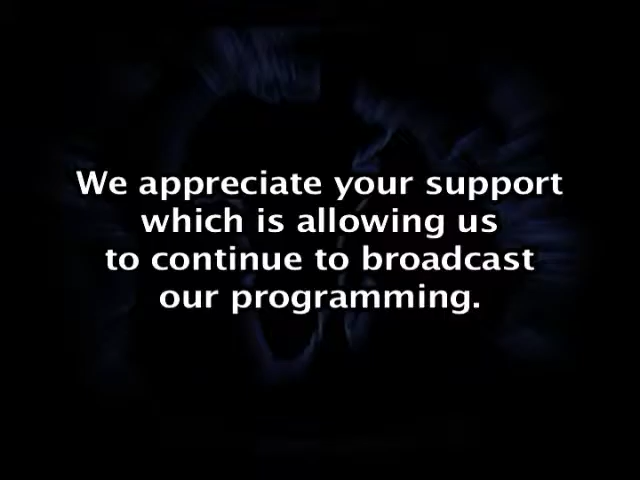 We appreciate your support
which is allowing us
to continue to broadcast
our programming.